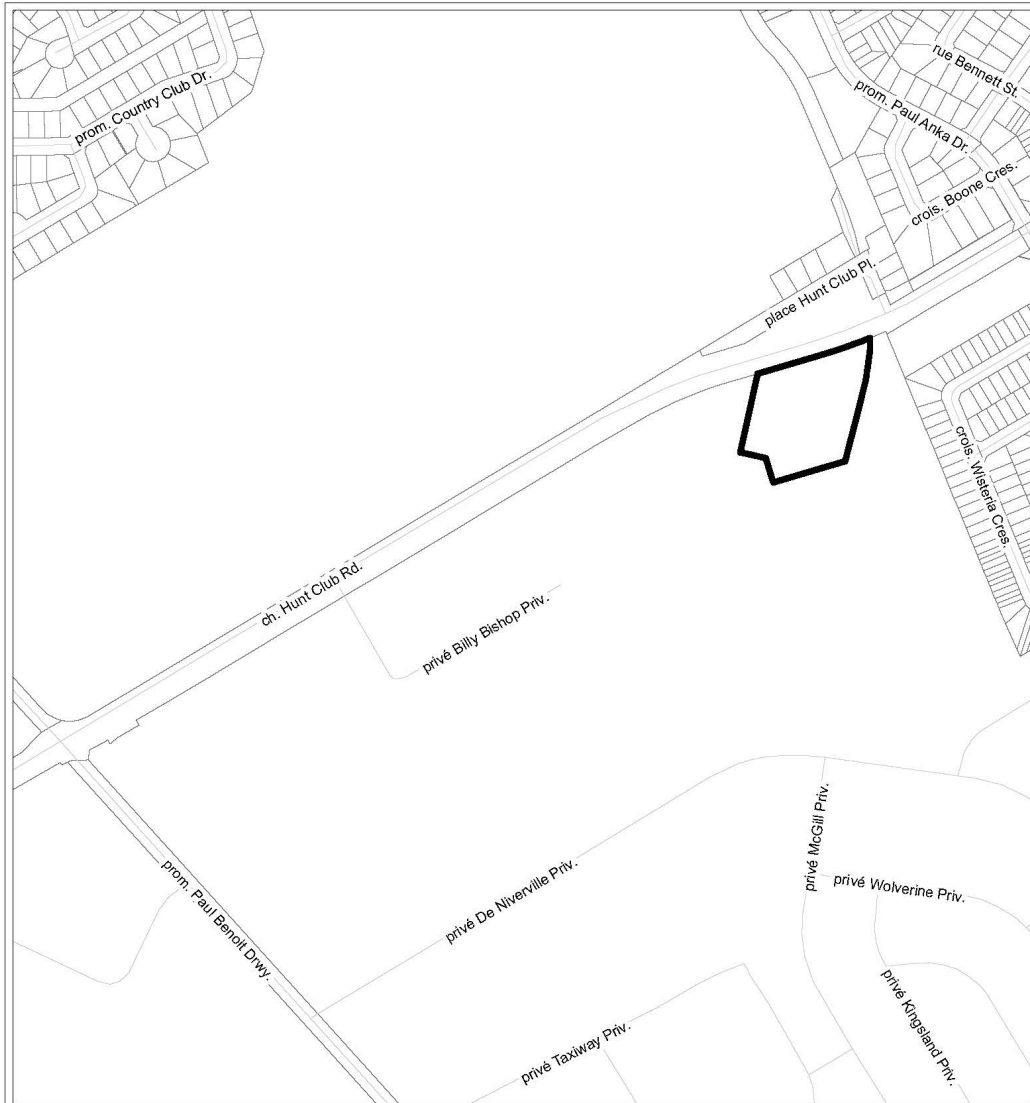 rue Bennett St.
prom. Country Club Dr.
prom. Paul Anka Dr.
crois. Boone Cres.
place Hunt Club Pl.
crois. Wisteria Cres.
ch. Hunt Club Rd.
privé Billy Bishop Priv.
privé McGill Priv.
privé Wolverine Priv.
privé De Niverville Priv.
prom. Paul Benoit Drwy.
privé Kingsland Priv.
privé Taxiway Priv.